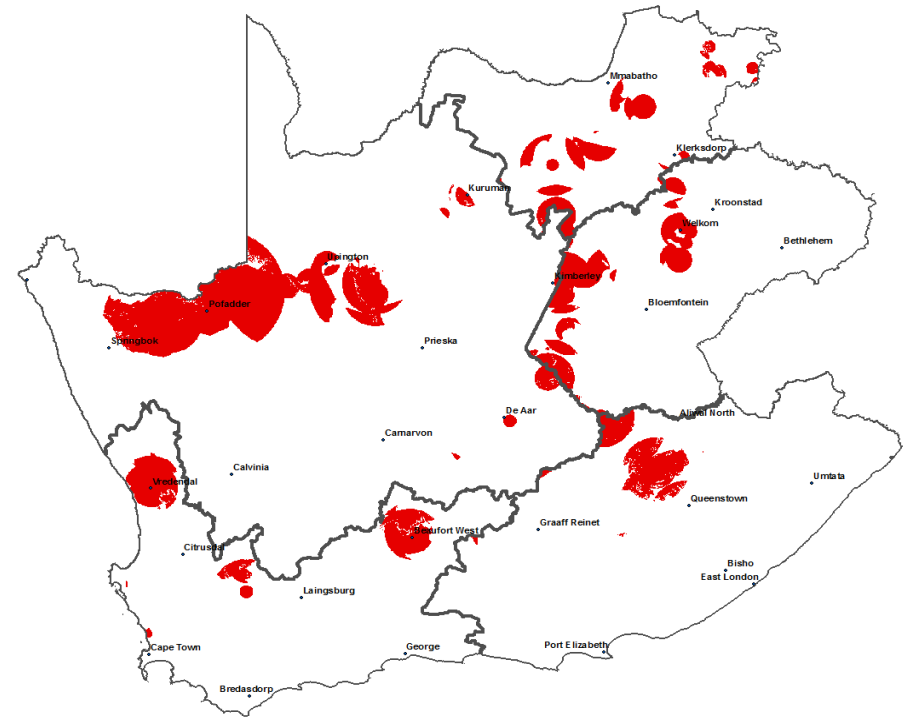 Mmabatho
Klerksdorp
Kuruman
Kroonstad
Welkom
Bethlehem
Upington
Kimberley
Pofadder
Bloemfontein
Springbok
Prieska
De Aar
Aliwal North
Carnarvon
Calvinia
Vredendal
Umtata
Queenstown
Graaff Reinet
Beaufort West
Citrusdal
Bisho
East London
Laingsburg
Cape Town
George
Port Elizabeth
Bredasdorp